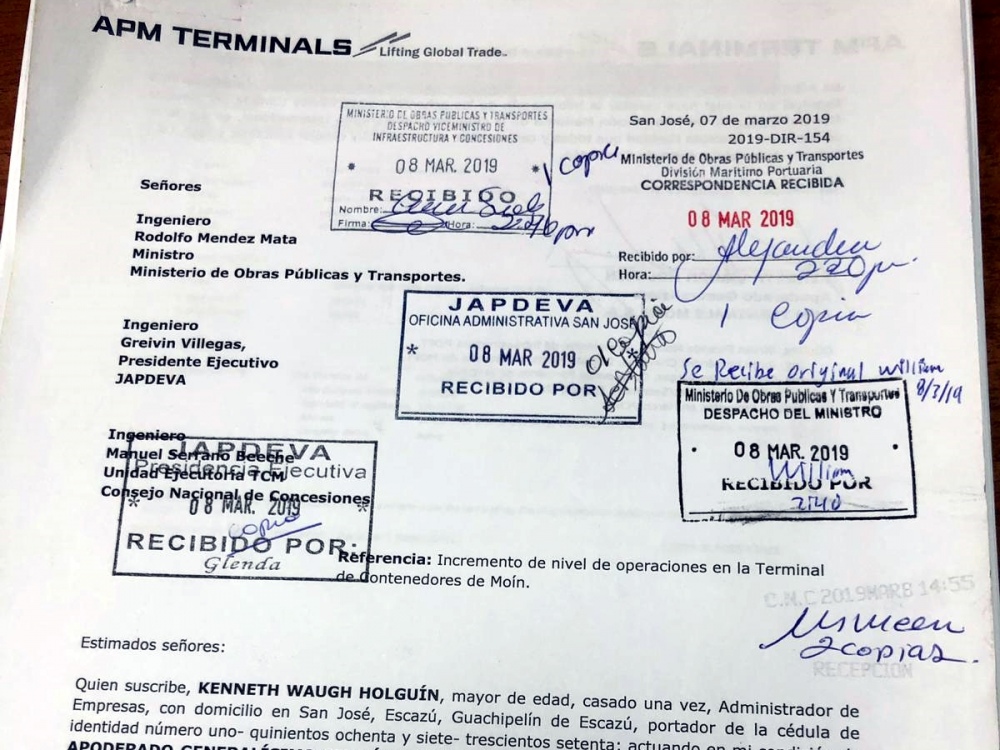 APM TERMINALS
Lifting Global Trade
MINISTERIO DE OBRAS PUBLICAS Y TRANSPORTES
DESPACHO VICEMINISTRO DE
INFRAESTRUCTURA Y CONCESIONES
* 08 MAR. 2019 *
RECIBIDO
Nombre:
Firma: Hora:
1 copia
San José, 07 de marzo 2019
2019-DIR-154
Ministerio de Obras Públicas y Transportes
División Marítimo Portuaria
CORRESPONDENCIA RECIBIDA
08 MAR 2019
Recibido por: Alejandra
Hora: 220 pm.
1 Copia
Señores
Ingeniero
Rodolfo Mendez Mata
Ministro
Ministerio de Obras Públicas y Transportes.
JAPDEVA
OFICINA ADMINISTRATIVA SAN JOSÉ
* 08 MAR 2019 *
RECIBIDO POR
Ingeniero
Greivin Villegas,
Presidente Ejecutivo
JAPDEVA
Se Recibe original William
8/3/19
Ministerio De Obras Publicas Y Transportes
DESPACHO DEL MINISTRO
· 08 MAR. 2019 ·
William
RECIBIDO POR
2:40
Ingeniero
Manuel Serrano Beeche
Unidad Ejecutoria TCM
Consejo Nacional de Concesiones
JAPDEVA
Presidencia Ejecutiva
* 08 MAR. 2019 *
copia
RECIBIDO POR:
Glenda
Referencia: Incremento de nivel de operaciones en la Terminal
de Contenedores de Moín.
C.N.C 2019MAR8 14:55
2 copias.
RECEPCIÓN
Estimados señores:
Quien suscribe, KENNETH WAUGH HOLGUÍN, mayor de edad, casado una vez, Administrador de
Empresas, con domicilio en San José, Escazú, Guachipelín de Escazú, portador de la cédula de
identidad número uno- quinientos ochenta y siete- trescientos setenta; actuando en mi condición